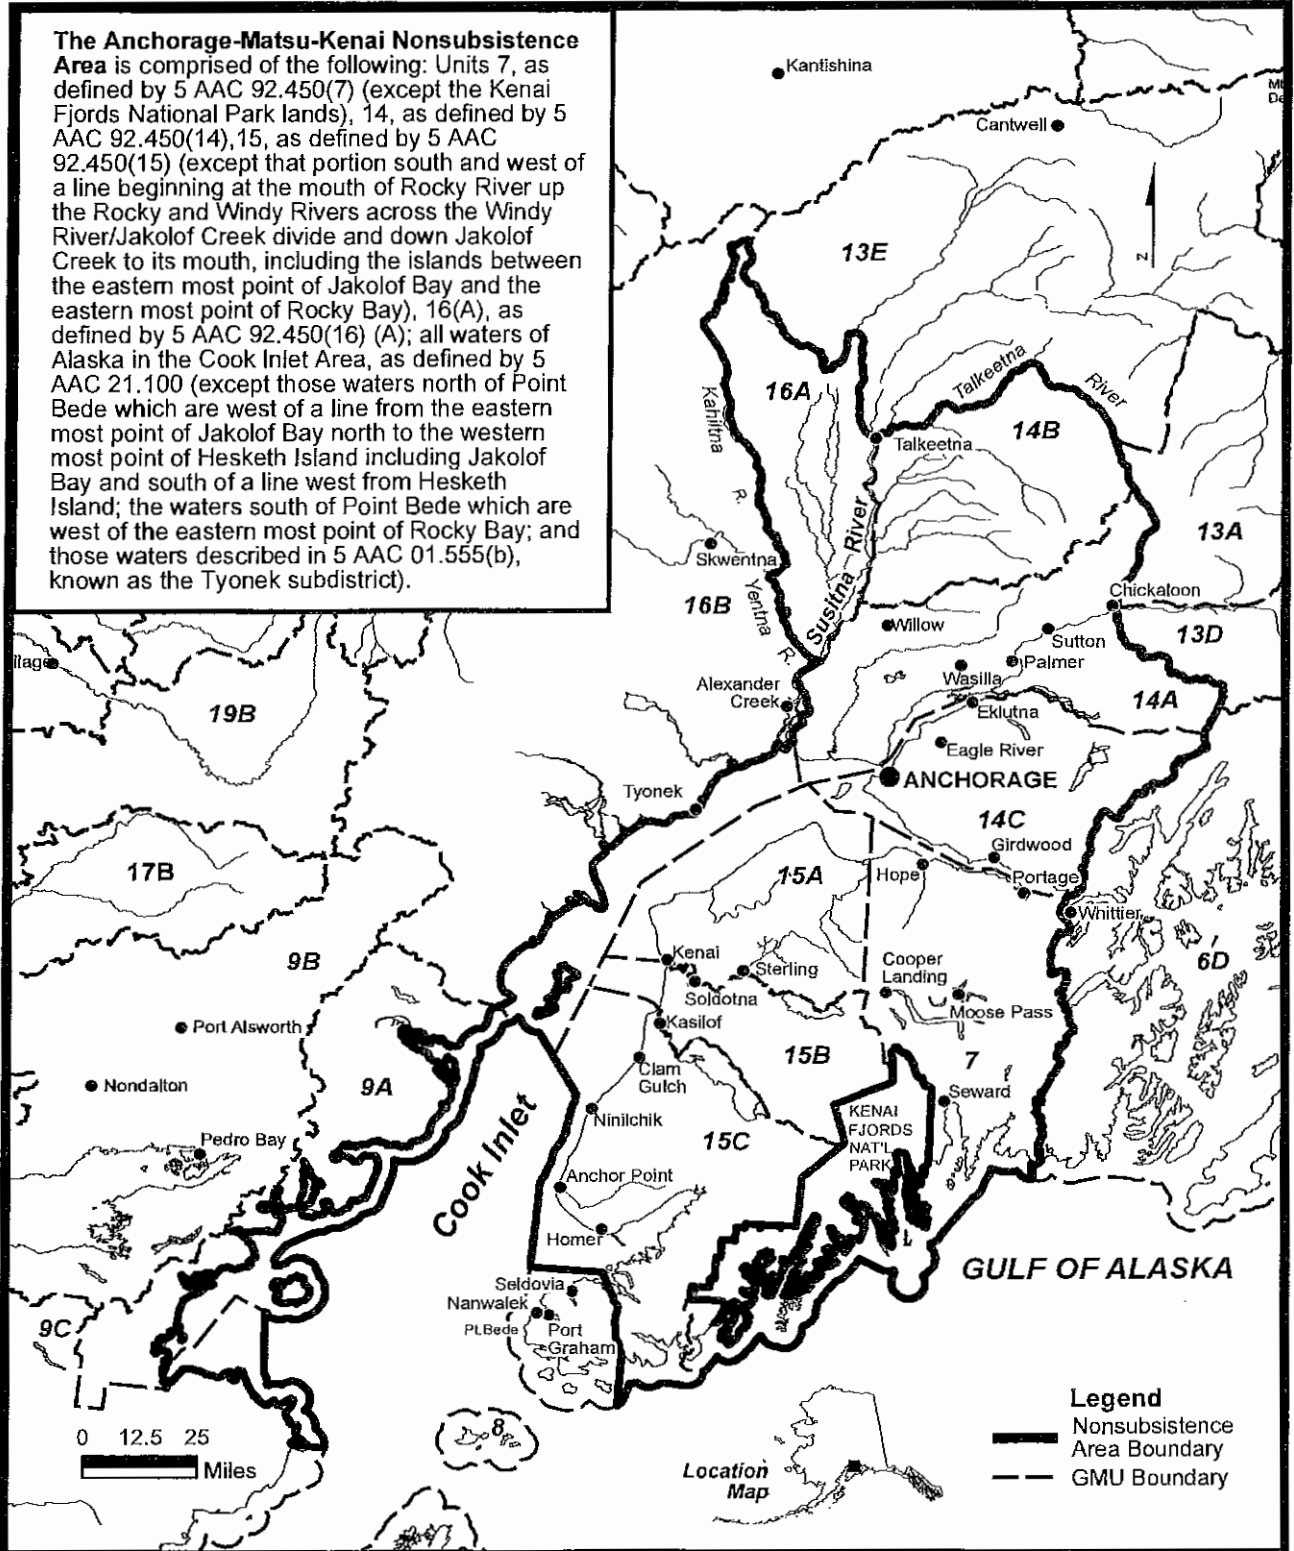 The Anchorage-Matsu-Kenai Nonsubsistence
Area is comprised of the following: Units 7, as
defined by 5 AAC 92.450(7) (except the Kenai
Fjords National Park lands), 14, as defined by 5
AAC 92.450(14),15, as defined by 5 AAC
92.450(15) (except that portion south and west of
a line beginning at the mouth of Rocky River up
the Rocky and Windy Rivers across the Windy
River/Jakolof Creek divide and down Jakolof
Creek to its mouth, including the islands between
the eastern most point of Jakolof Bay and the
eastern most point of Rocky Bay), 16(A), as
defined by 5 AAC 92.450(16) (A); all waters of
Alaska in the Cook Inlet Area, as defined by 5
AAC 21.100 (except those waters north of Point
Bede which are west of a line from the eastern
most point of Jakolof Bay north to the western
most point of Hesketh Island including Jakolof
Bay and south of a line west from Hesketh
Island; the waters south of Point Bede which are
west of the eastern most point of Rocky Bay; and
those waters described in 5 AAC 01.555(b),
known as the Tyonek subdistrict).
Kantishina
Cantwell
N
13E
16A
Talkeetna
River
Kahiltna
R.
14B
Talkeetna
13A
Skwentna
Susitna River
Yentna
R.
16B
Chickaloon
Willow
Sutton
13D
Palmer
Wasilla
Alexander
Creek
14A
Eklutna
19B
Eagle River
ANCHORAGE
Tyonek
14C
Girdwood
17B
15A
Hope
Portage
Whittier
9B
Kenai
Sterling
Cooper
Landing
6D
Soldotna
Moose Pass
Port Alsworth
Kasilof
15B
7
Nondalton
9A
Clam
Gulch
Seward
Ninilchik
KENAI
FJORDS
NAT'L
PARK
Pedro Bay
15C
Cook Inlet
Anchor Point
Homer
GULF OF ALASKA
Seldovia
Nanwalek
9C
Pt.Bede
Port
Graham
8
0 12.5 25
Miles
Location
Map
Legend
Nonsubsistence
Area Boundary
GMU Boundary